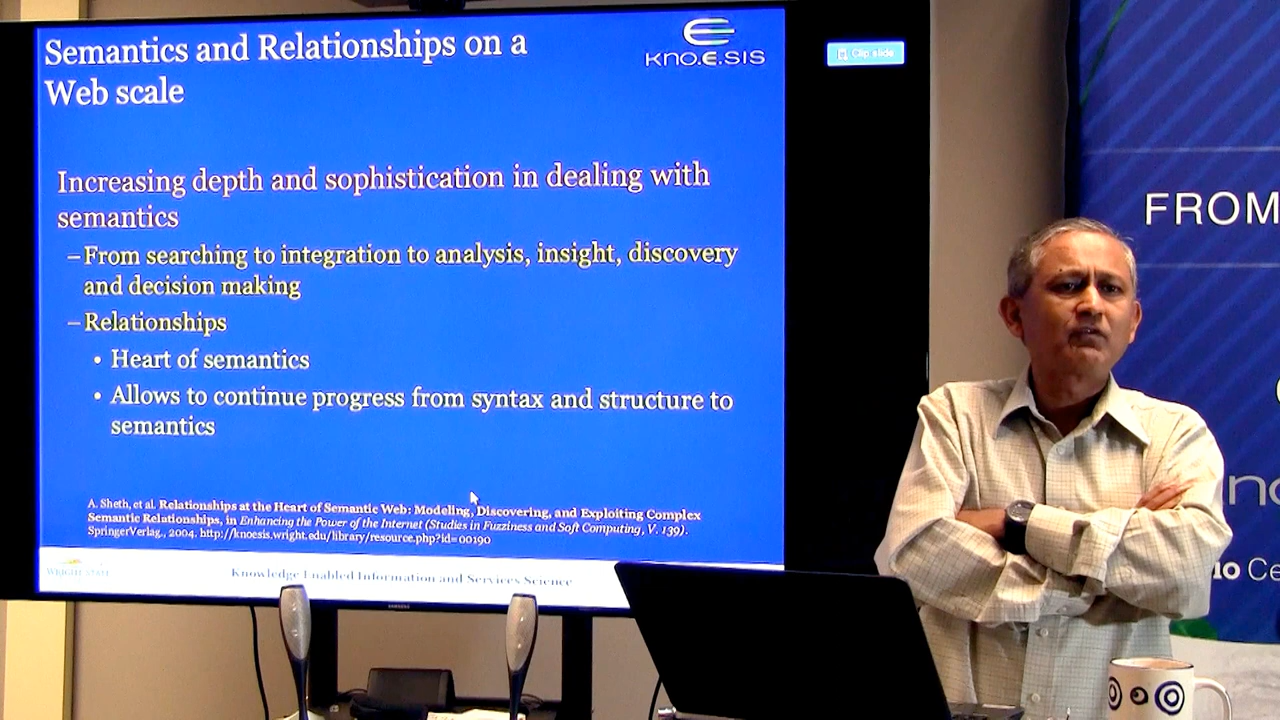 Semantics and Relationships on a
Web scale
KNO.E.SIS
Clip slide
Increasing depth and sophistication in dealing with
semantics
–From searching to integration to analysis, insight, discovery
and decision making
–Relationships
• Heart of semantics
• Allows to continue progress from syntax and structure to
semantics
A. Sheth, et al. Relationships at the Heart of Semantic Web: Modeling, Discovering, and Exploiting Complex
Semantic Relationships, in Enhancing the Power of the Internet (Studies in Fuzziness and Soft Computing, V. 139).
SpringerVerlag., 2004. http://knoesis.wright.edu/library/resource.php?id=00190
WRIGHT STATE
Knowledge Enabled Information and Services Science
SAMSUNG
FROM